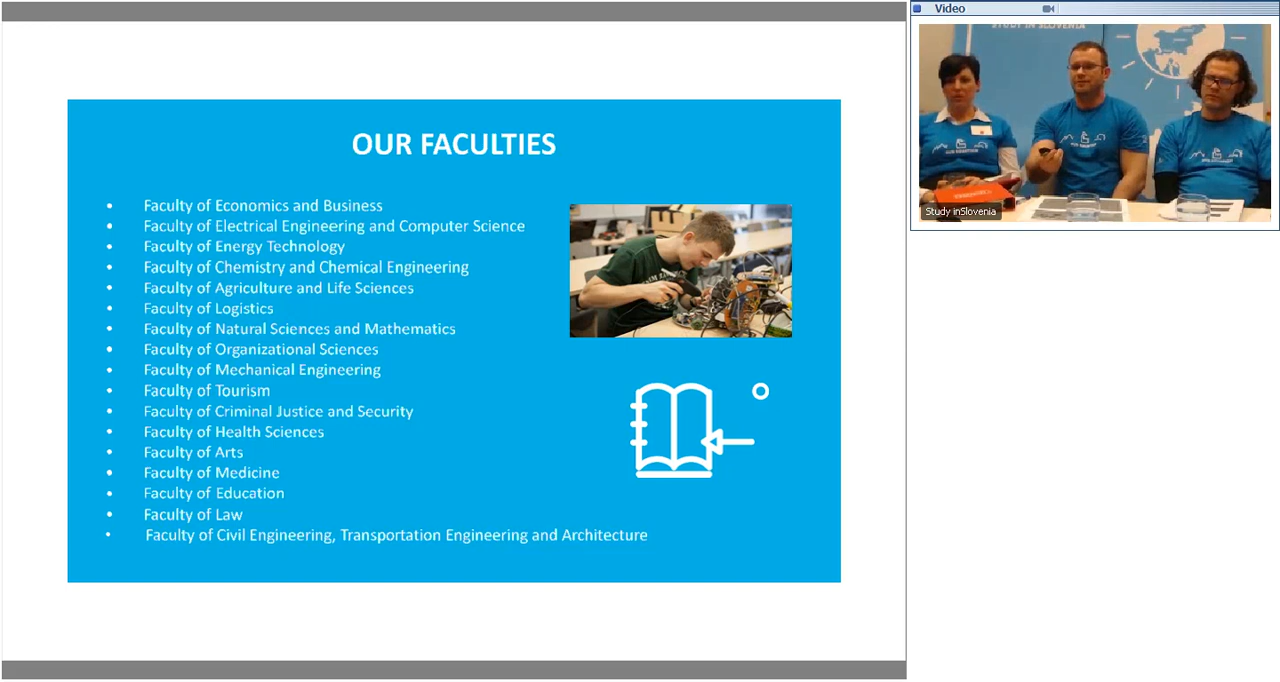 OUR FACULTIES
• Faculty of Economics and Business
• Faculty of Electrical Engineering and Computer Science
• Faculty of Energy Technology
• Faculty of Chemistry and Chemical Engineering
• Faculty of Agriculture and Life Sciences
• Faculty of Logistics
• Faculty of Natural Sciences and Mathematics
• Faculty of Organizational Sciences
• Faculty of Mechanical Engineering
• Faculty of Tourism
• Faculty of Criminal Justice and Security
• Faculty of Health Sciences
• Faculty of Arts
• Faculty of Medicine
• Faculty of Education
• Faculty of Law
• Faculty of Civil Engineering, Transportation Engineering and Architecture
Video
STUDY IN SLOVENIA
Study inSlovenia